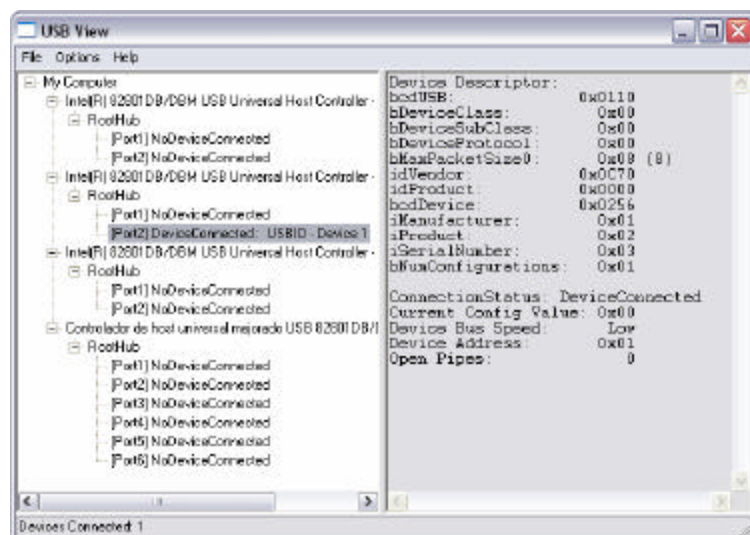 USB View
File Options Help
My Computer
Intel(R) 82801DB/DBM USB Universal Host Controller -
RootHub
[Port1] NoDeviceConnected
[Port2] NoDeviceConnected
Intel(R) 82801DB/DBM USB Universal Host Controller -
RootHub
[Port1] NoDeviceConnected
[Port2] DeviceConnected: USBIO - Device 1
Intel(R) 82801DB/DBM USB Universal Host Controller -
RootHub
[Port1] NoDeviceConnected
[Port2] NoDeviceConnected
Controlador de host universal mejorado USB 82801DB/
RootHub
[Port1] NoDeviceConnected
[Port2] NoDeviceConnected
[Port3] NoDeviceConnected
[Port4] NoDeviceConnected
[Port5] NoDeviceConnected
[Port6] NoDeviceConnected
Device Descriptor:
bcdUSB: 0x0110
bDeviceClass: 0x00
bDeviceSubClass: 0x00
bDeviceProtocol: 0x00
bMaxPacketSize0: 0x08 (8)
idVendor: 0x0C70
idProduct: 0x0000
bcdDevice: 0x0256
iManufacturer: 0x01
iProduct: 0x02
iSerialNumber: 0x03
bNumConfigurations: 0x01
ConnectionStatus: DeviceConnected
Current Config Value: 0x00
Device Bus Speed: Low
Device Address: 0x01
Open Pipes: 0
Devices Connected: 1